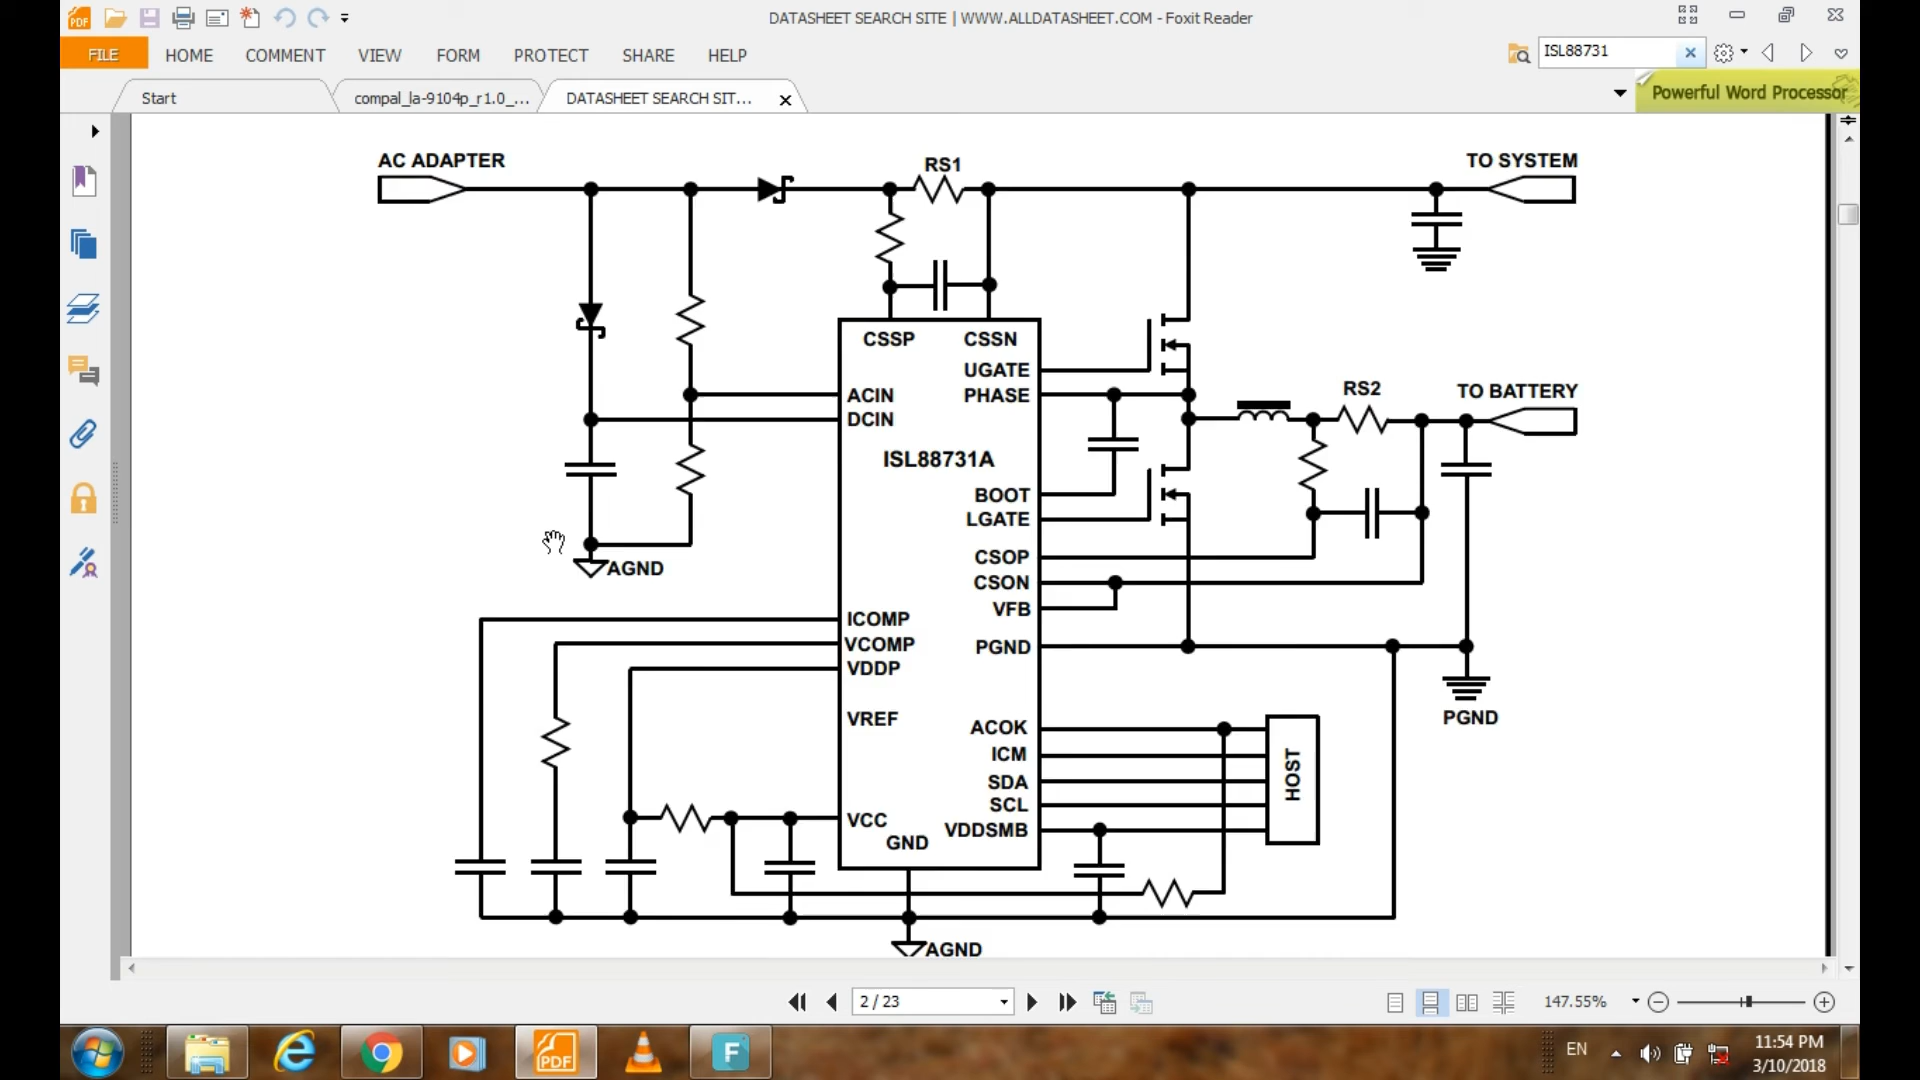 DATASHEET SEARCH SITE | WWW.ALLDATASHEET.COM - Foxit Reader
FILE HOME COMMENT VIEW FORM PROTECT SHARE HELP
ISL88731
Start
compal_la-9104p_r1.0_...
DATASHEET SEARCH SIT...
Powerful Word Processor
AC ADAPTER
RS1
TO SYSTEM
CSSP CSSN
UGATE
ACIN PHASE
DCIN
RS2
TO BATTERY
ISL88731A
BOOT
LGATE
CSOP
AGND
CSON
VFB
ICOMP
VCOMP PGND
VDDP
PGND
VREF ACOK
ICM
SDA
HOST
SCL
VCC VDDSMB
GND
AGND
2 / 23
147.55%
PDF
F
EN
11:54 PM
3/10/2018